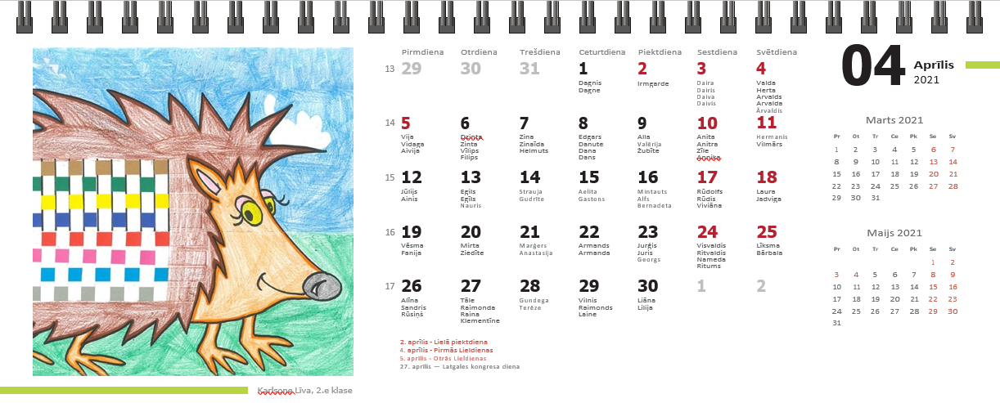 Pirmdiena Otrdiena Trešdiena Ceturtdiena Piektdiena Sestdiena Svētdiena
13 29 30 31 1 2 3 4
Dagnis Irmgarde Daira Valda
Dagne Dairis Herta
Daiva Arvalds
Daivis Arvalda
Ārvaldis
14 5 6 7 8 9 10 11
Vija Dzinta Zina Edgars Alla Anita Hermanis
Vidaga Zinta Zinaīda Danute Valērija Anitra Vilmārs
Aivija Vīlips Helmuts Dana Žubīte Zīle
Filips Dans Annika
15 12 13 14 15 16 17 18
Jūlijs Egils Strauja Aelita Mintauts Rūdolfs Laura
Ainis Egīls Gudrīte Gastons Alfs Rūdis Jadviga
Nauris Bernadeta Viviāna
16 19 20 21 22 23 24 25
Vēsma Mirta Marģers Armands Jurģis Visvaldis Līksma
Fanija Ziedīte Anastasija Armanda Juris Ritvaldis Bārbala
Georgs Nameda
Ritums
17 26 27 28 29 30 1 2
Alīna Tāle Gundega Vilnis Liāna
Sandris Raimonda Terēze Raimonds Lilija
Rūsiņš Raina Laine
Klementīne
2. aprīlis - Lielā piektdiena
4. aprīlis - Pirmās Lieldienas
5. aprīlis - Otrās Lieldienas
27. aprīlis — Latgales kongresa diena
04 Aprīlis
2021
Marts 2021
Pr Ot Tr Ce Pk Se Sv
1 2 3 4 5 6 7
8 9 10 11 12 13 14
15 16 17 18 19 20 21
22 23 24 25 26 27 28
29 30 31
Maijs 2021
Pr Ot Tr Ce Pk Se Sv
1 2
3 4 5 6 7 8 9
10 11 12 13 14 15 16
17 18 19 20 21 22 23
24 25 26 27 28 29 30
31
Karlsone Līva, 2.e klase